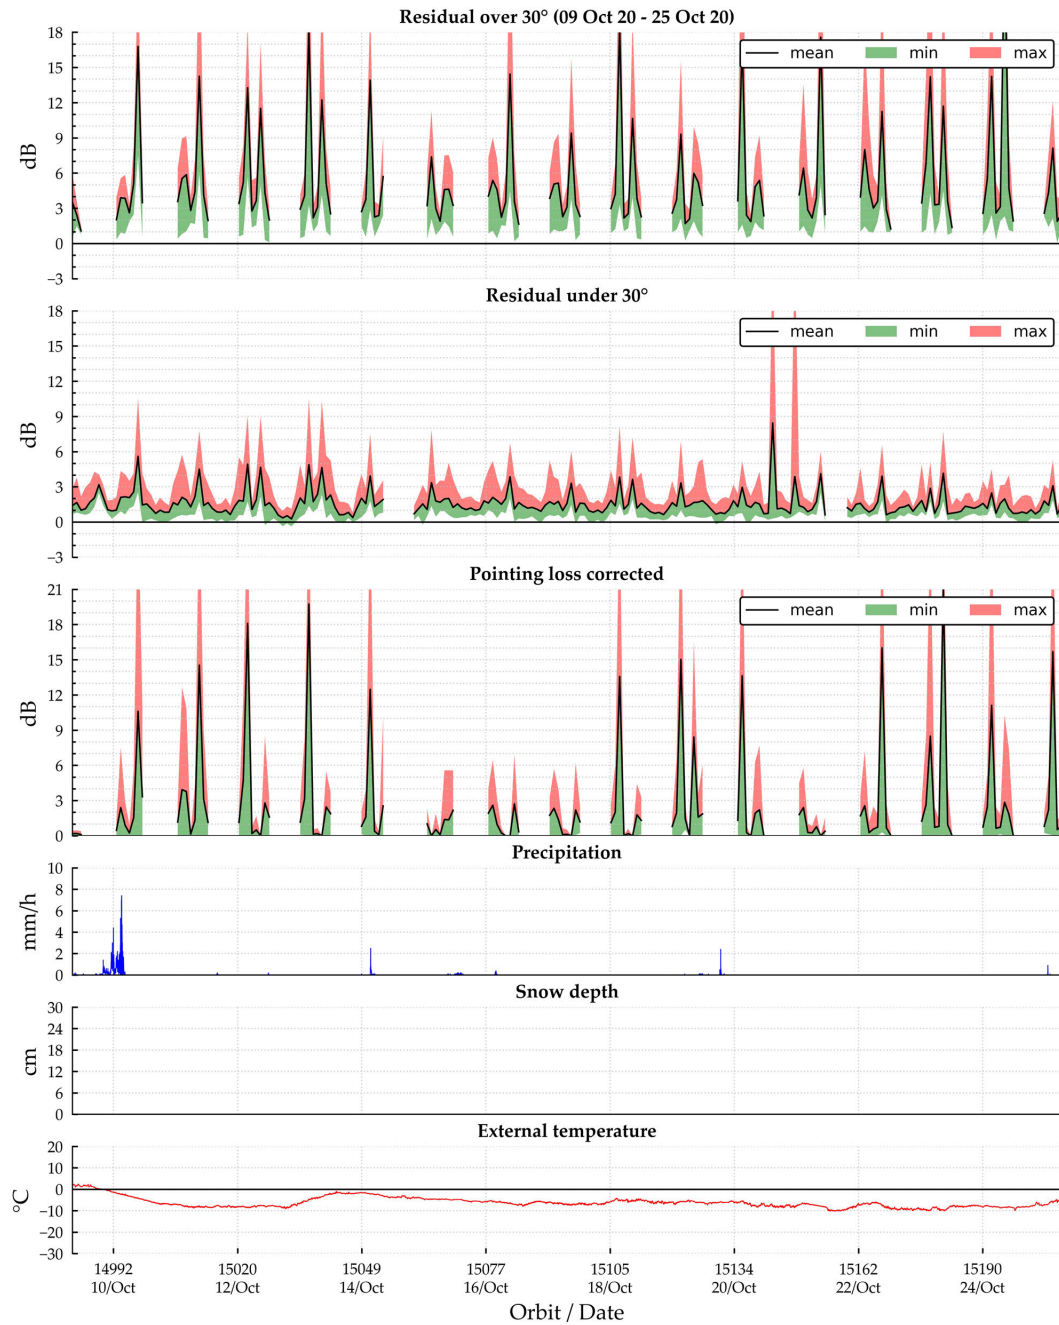 Residual over 30° (09 Oct 20 - 25 Oct 20)
18
15
12
9
6
3
0
−3
dB
mean min max
Residual under 30°
18
15
12
9
6
3
0
−3
dB
mean min max
Pointing loss corrected
21
18
15
12
9
6
3
0
dB
mean min max
Precipitation
10
8
6
4
2
0
mm/h
Snow depth
30
24
18
12
6
0
cm
External temperature
20
10
0
−10
−20
−30
°C
14992 15020 15049 15077 15105 15134 15162 15190
10/Oct 12/Oct 14/Oct 16/Oct 18/Oct 20/Oct 22/Oct 24/Oct
Orbit / Date